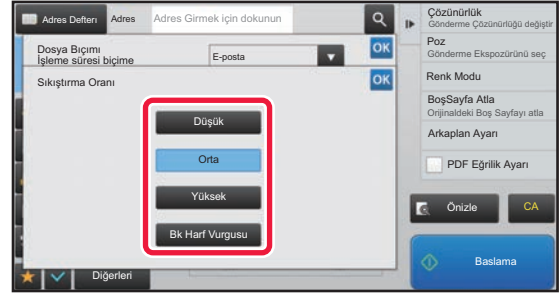 Adres Defteri
Adres
Adres Girmek için dokunun
Dosya Bıçımı
İşleme süresi biçime
E-posta
OK
Sıkıştırma Oranı
OK
Düşük
Orta
Yüksek
Bk Harf Vurgusu
Diğerleri
Çözünürlük
Gönderme Çözünürlüğü değiştir
Poz
Gönderme Ekspozürünü seç
Renk Modu
BoşSayfa Atla
Orijinaldeki Boş Sayfayı atla
Arkaplan Ayarı
PDF Eğrilik Ayarı
Önizle
CA
Baslama